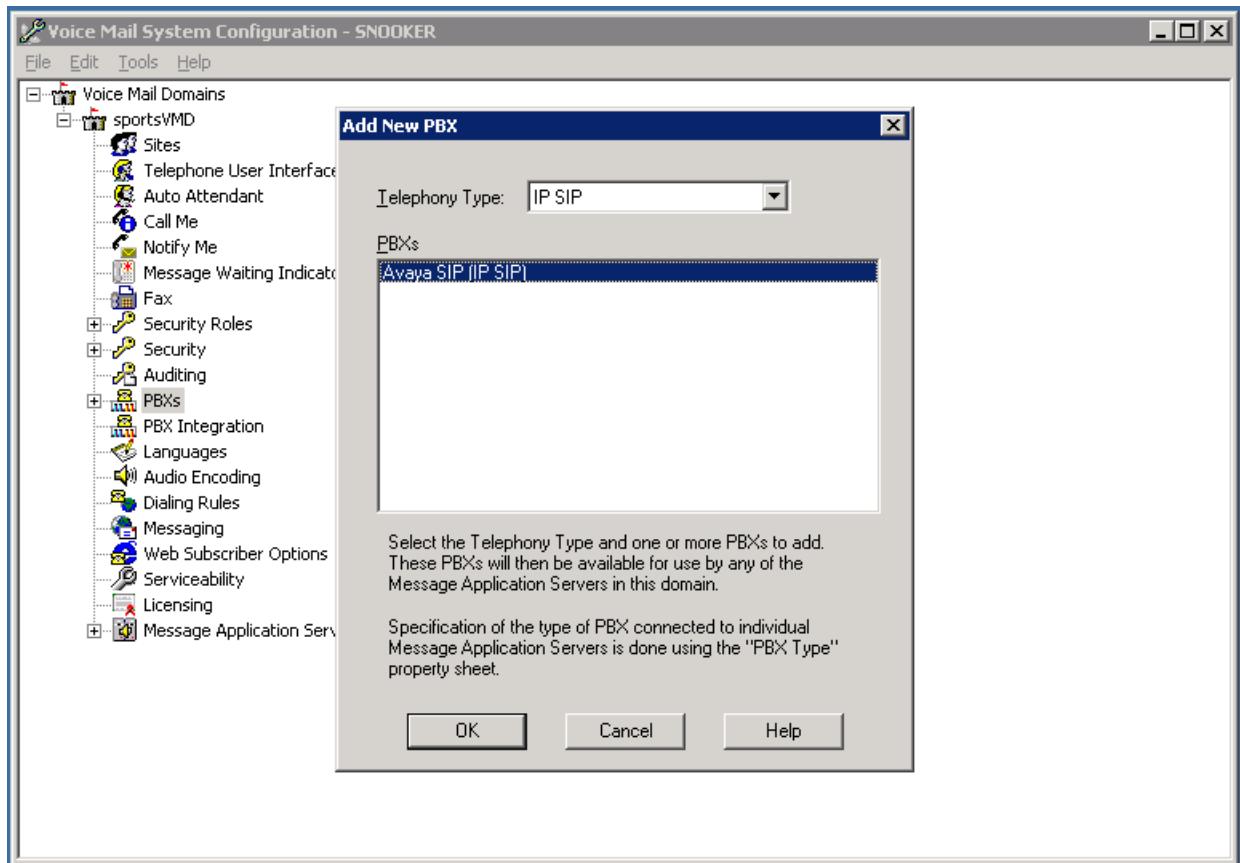 Voice Mail System Configuration - SNOOKER
File Edit Tools Help
Voice Mail Domains
sportsVMD
Sites
Telephone User Interface
Auto Attendant
Call Me
Notify Me
Message Waiting Indicato
Fax
Security Roles
Security
Auditing
PBXs
PBX Integration
Languages
Audio Encoding
Dialing Rules
Messaging
Web Subscriber Options
Serviceability
Licensing
Message Application Serv
Add New PBX
Telephony Type: IP SIP
PBXs
Avaya SIP (IP SIP)
Select the Telephony Type and one or more PBXs to add.
These PBXs will then be available for use by any of the
Message Application Servers in this domain.
Specification of the type of PBX connected to individual
Message Application Servers is done using the "PBX Type"
property sheet.
OK Cancel Help